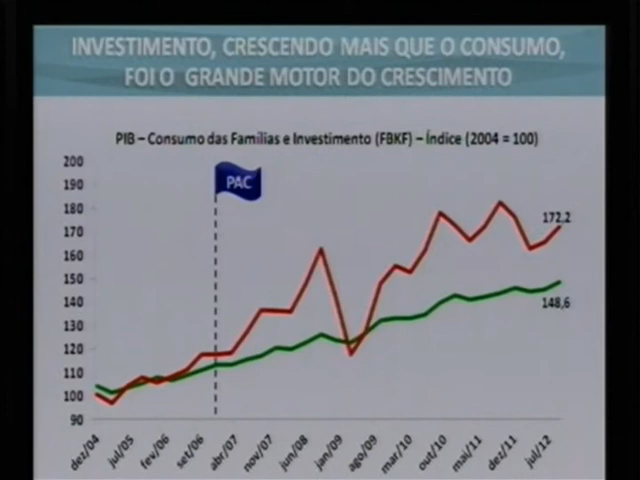 INVESTIMENTO, CRESCENDO MAIS QUE O CONSUMO,
FOI O GRANDE MOTOR DO CRESCIMENTO
PIB – Consumo das Famílias e Investimento (FBKF) – Índice (2004 = 100)
200
190
180
170
160
150
140
130
120
110
100
90
PAC
172,2
148,6
dez/04
jul/05
fev/06
set/06
abr/07
nov/07
jun/08
jan/09
ago/09
mar/10
out/10
mai/11
dez/11
jul/12